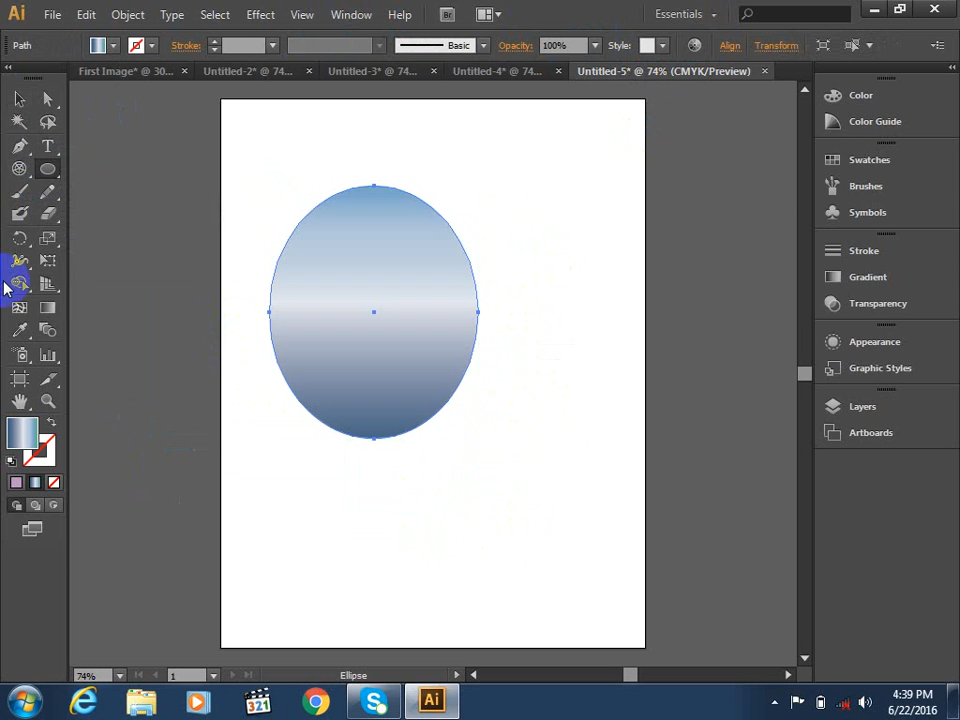 Ai File Edit Object Type Select Effect View Window Help Br Essentials
Path Stroke: Basic Opacity: 100% Style: Align Transform
First Image* @ 30... × Untitled-2* @ 74... × Untitled-3* @ 74... × Untitled-4* @ 74... × Untitled-5* @ 74% (CMYK/Preview) ×
Color
Color Guide
Swatches
Brushes
Symbols
Stroke
Gradient
Transparency
Appearance
Graphic Styles
Layers
Artboards
T
74% 1 Ellipse
321 Ai 4:39 PM
6/22/2016